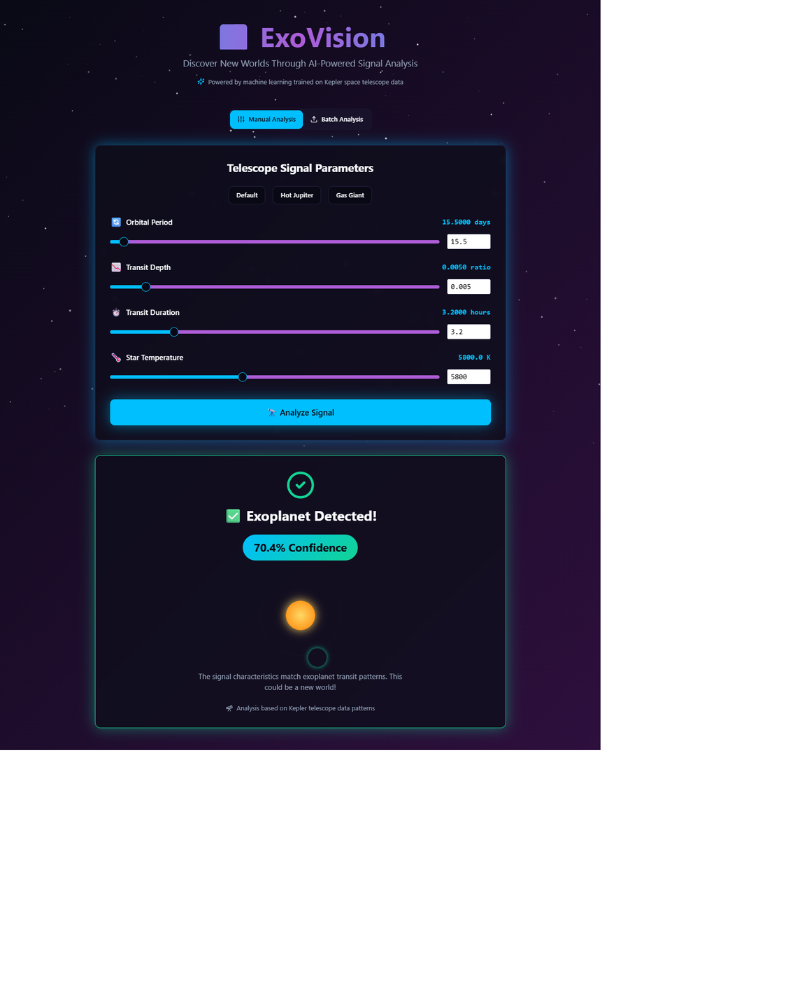 ExoVision
Discover New Worlds Through AI-Powered Signal Analysis
Powered by machine learning trained on Kepler space telescope data
Manual Analysis
Batch Analysis
Telescope Signal Parameters
Default
Hot Jupiter
Gas Giant
Orbital Period
15.5000 days
15.5
Transit Depth
0.0050 ratio
0.005
Transit Duration
3.2000 hours
3.2
Star Temperature
5800.0 K
5800
Analyze Signal
Exoplanet Detected!
70.4% Confidence
The signal characteristics match exoplanet transit patterns. This
could be a new world!
Analysis based on Kepler telescope data patterns